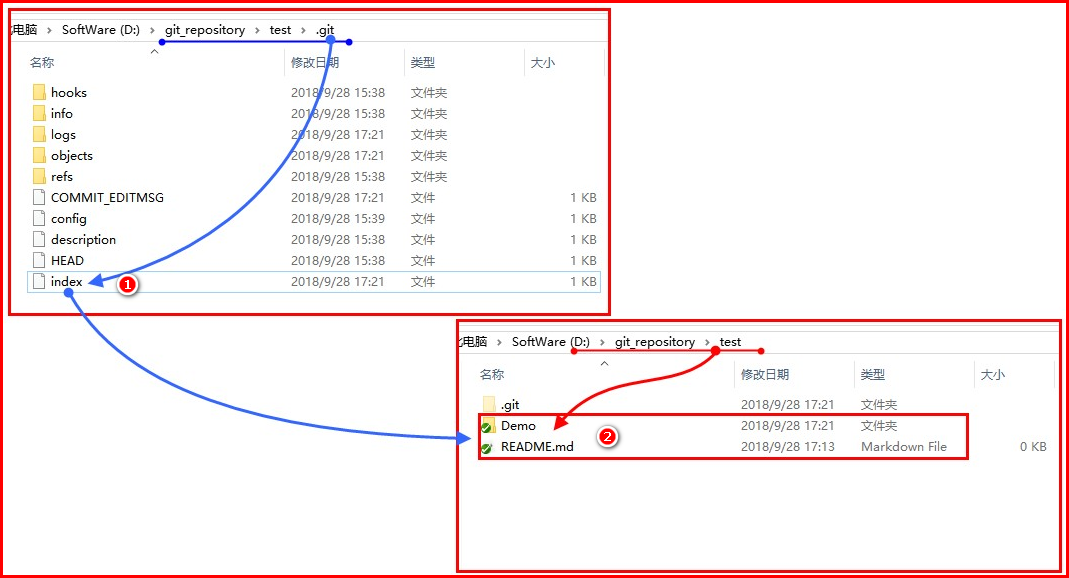 电脑 > SoftWare (D:) > git_repository > test > .git
名称 修改日期 类型 大小
hooks 2018/9/28 15:38 文件夹
info 2018/9/28 15:38 文件夹
logs 2018/9/28 17:21 文件夹
objects 2018/9/28 17:21 文件夹
refs 2018/9/28 15:38 文件夹
COMMIT_EDITMSG 2018/9/28 17:21 文件 1 KB
config 2018/9/28 15:39 文件 1 KB
description 2018/9/28 15:38 文件 1 KB
HEAD 2018/9/28 15:38 文件 1 KB
index 2018/9/28 17:21 文件 1 KB
1
电脑 > SoftWare (D:) > git_repository > test
名称 修改日期 类型 大小
.git 2018/9/28 17:21 文件夹
Demo 2018/9/28 17:21 文件夹
2
README.md 2018/9/28 17:13 Markdown File 0 KB